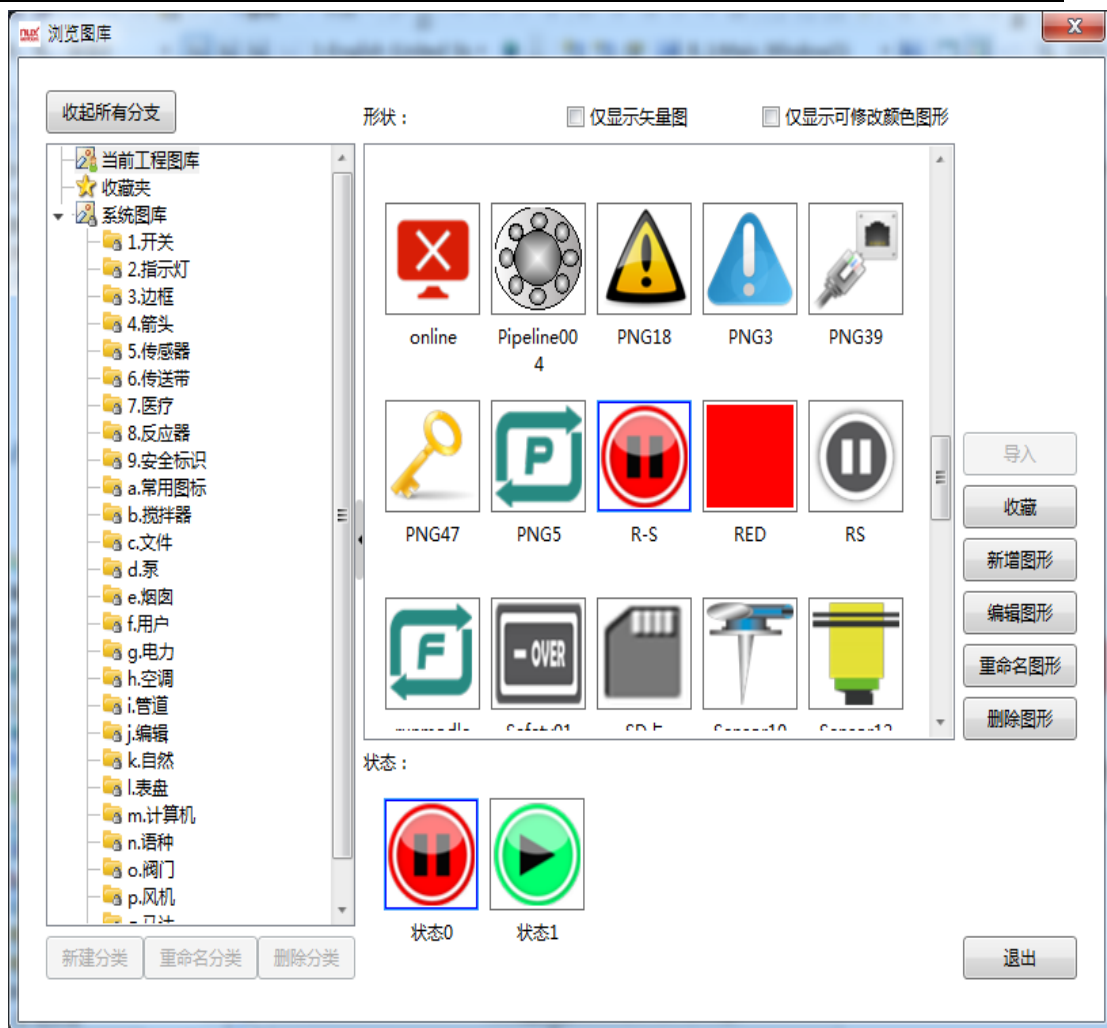 浏览图库
X
收起所有分支
形状：
仅显示矢量图
仅显示可修改颜色图形
当前工程图库
收藏夹
系统图库
1.开关
2.指示灯
3.边框
4.箭头
5.传感器
6.传送带
7.医疗
8.反应器
9.安全标识
a.常用图标
b.搅拌器
c.文件
d.泵
e.烟囱
f.用户
g.电力
h.空调
i.管道
j.编辑
k.自然
l.表盘
m.计算机
n.语种
o.阀门
p.风机
新建分类
重命名分类
删除分类
online
Pipeline00
4
PNG18
PNG3
PNG39
P
PNG47
PNG5
R-S
RED
RS
F
- OVER
状态：
状态0
状态1
导入
收藏
新增图形
编辑图形
重命名图形
删除图形
退出